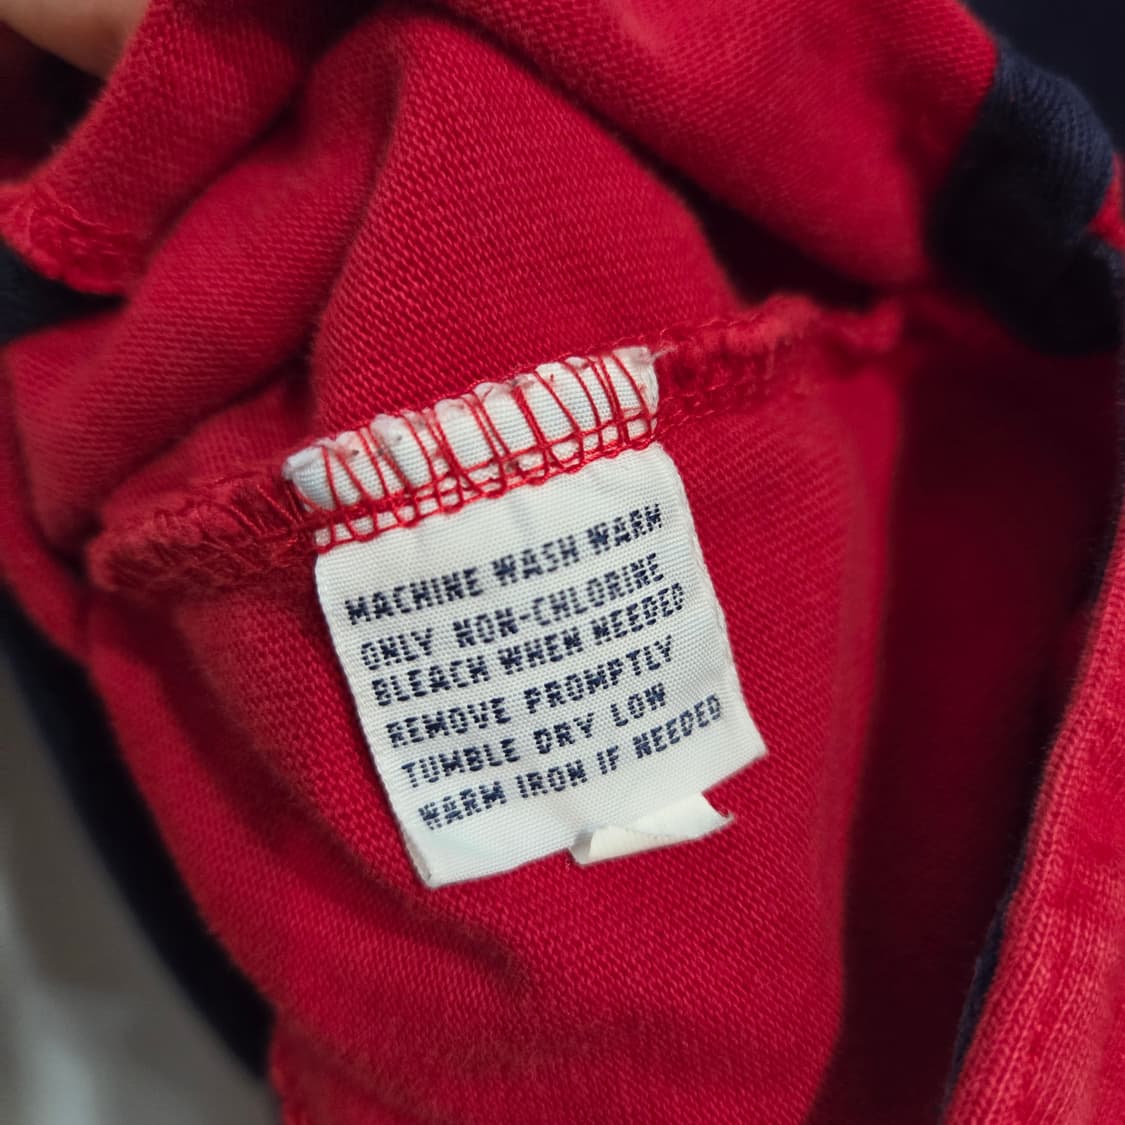 MACHINE WASH WARM
ONLY NON-CHLORINE
BLEACH WHEN NEEDED
REMOVE PROMPTLY
TUMBLE DRY LOW
WARM IRON IF NEEDED